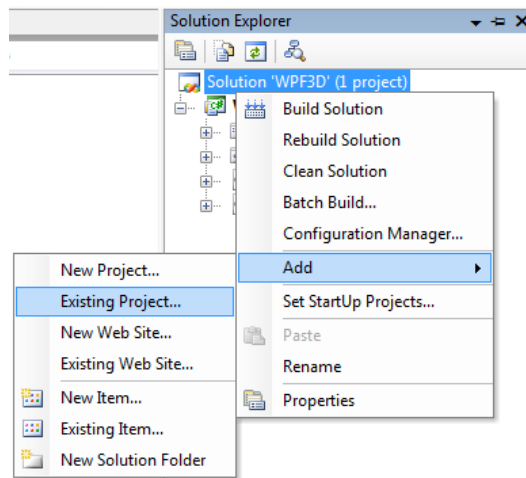 Solution Explorer
Solution 'WPF3D' (1 project)
Build Solution
Rebuild Solution
Clean Solution
Batch Build...
Configuration Manager...
Add
Set StartUp Projects...
Paste
Rename
Properties
New Project...
Existing Project...
New Web Site...
Existing Web Site...
New Item...
Existing Item...
New Solution Folder